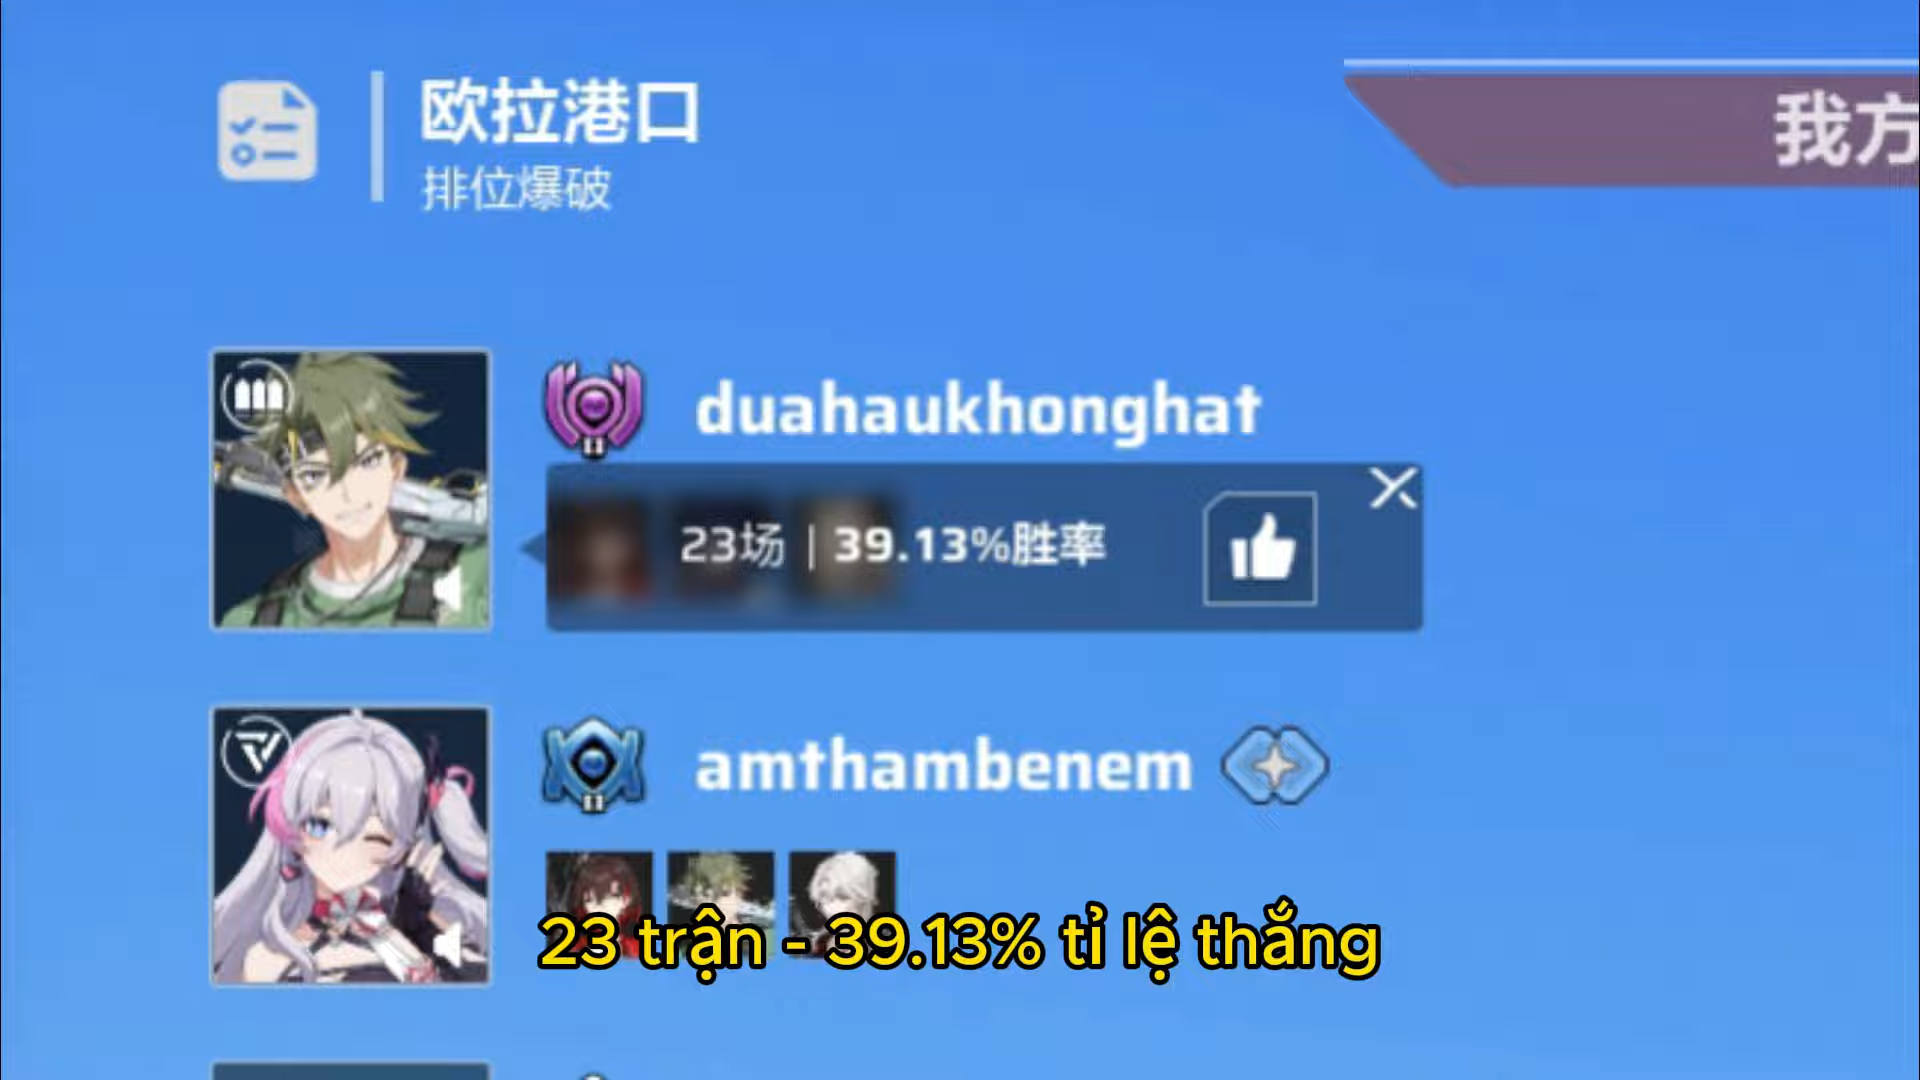 欧拉港口
排位爆破
我方
duahaukhonghat
23场 | 39.13%胜率
amthambenem
23 trận - 39.13% tỉ lệ thắng